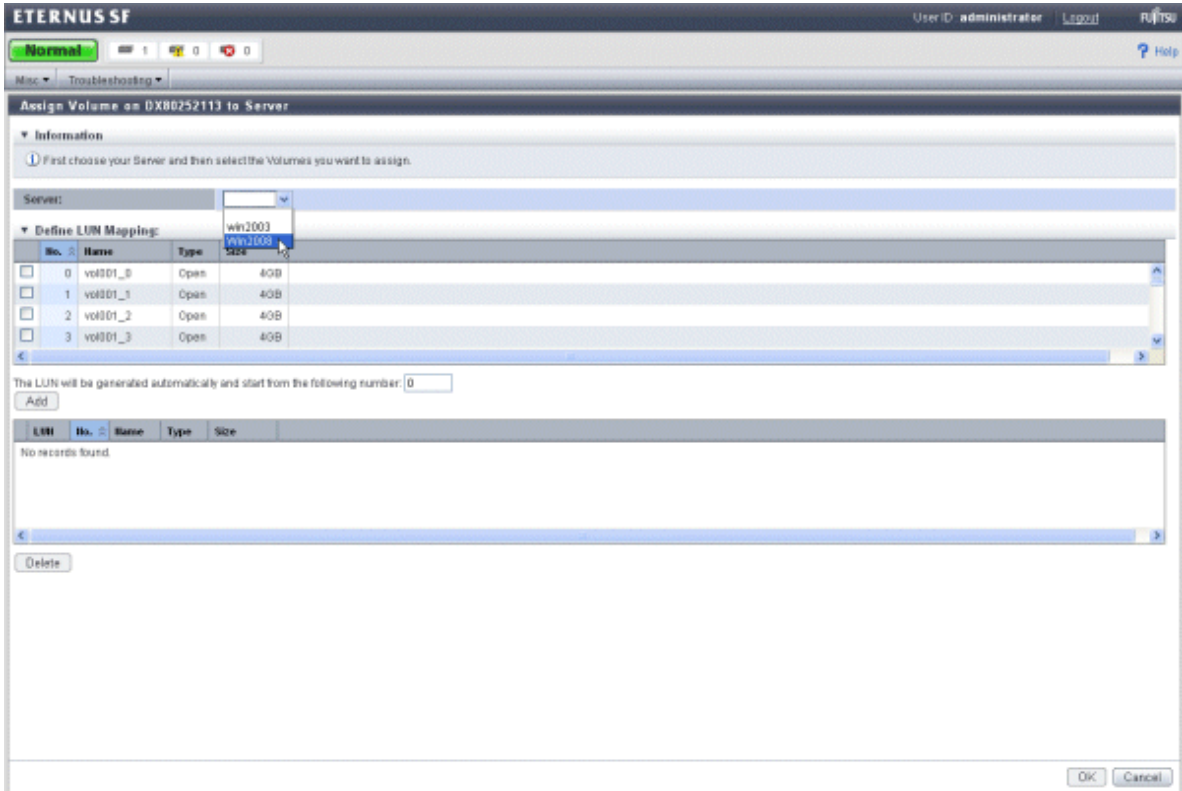 ETERNUS SF UserID administrator Logout FUJITSU
Normal 1 0 0 Help
Misc Troubleshooting
Assign Volume on DX80252113 to Server
Information
First choose your Server and then select the Volumes you want to assign.
Server:
win2003
Win2008
Define LUN Mapping:
No. Name Type Size
0 vol001_0 Open 4GB
1 vol001_1 Open 4GB
2 vol001_2 Open 4GB
3 vol001_3 Open 4GB
The LUN will be generated automatically and start from the following number: 0
Add
LUN No. Name Type Size
No records found.
Delete
OK Cancel